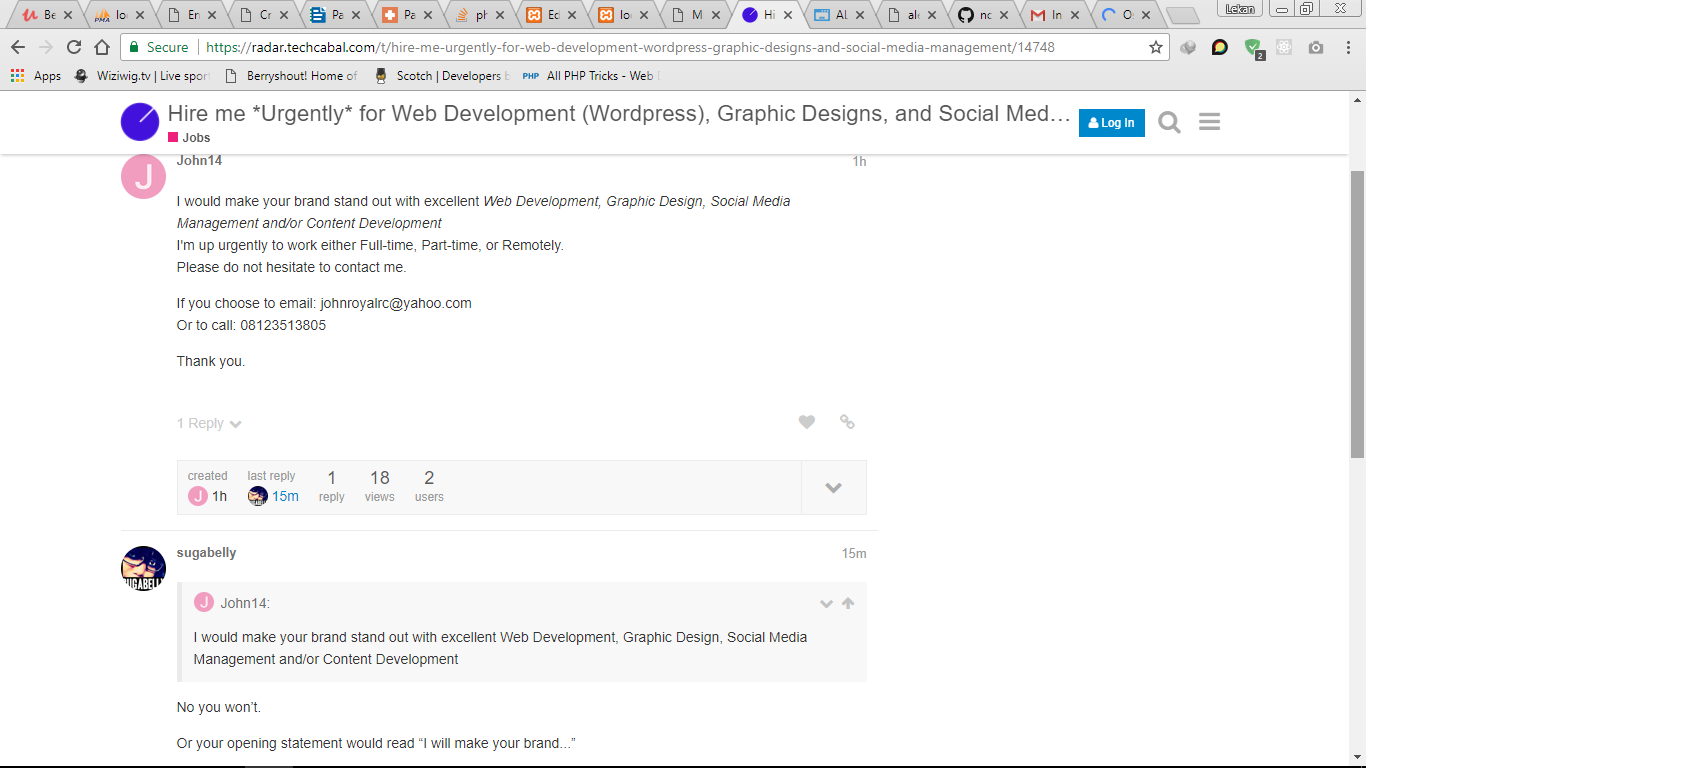 Be lo En Cr Pa Pa ph Ed lo M Hi AL ale nc In O Lekan
Secure https://radar.techcabal.com/t/hire-me-urgently-for-web-development-wordpress-graphic-designs-and-social-media-management/14748
2
Apps Wiziwig.tv | Live spor Berryshout! Home of Scotch | Developers b PHP All PHP Tricks - Web D
Hire me *Urgently* for Web Development (Wordpress), Graphic Designs, and Social Med… Log In
Jobs
J John14 1h
I would make your brand stand out with excellent Web Development, Graphic Design, Social Media
Management and/or Content Development
I'm up urgently to work either Full-time, Part-time, or Remotely.
Please do not hesitate to contact me.
If you choose to email: johnroyalrc@yahoo.com
Or to call: 08123513805
Thank you.
1 Reply
created last reply 1 18 2
J 1h 15m reply views users
sugabelly 15m
J John14:
I would make your brand stand out with excellent Web Development, Graphic Design, Social Media
Management and/or Content Development
No you won’t.
Or your opening statement would read “I will make your brand...”